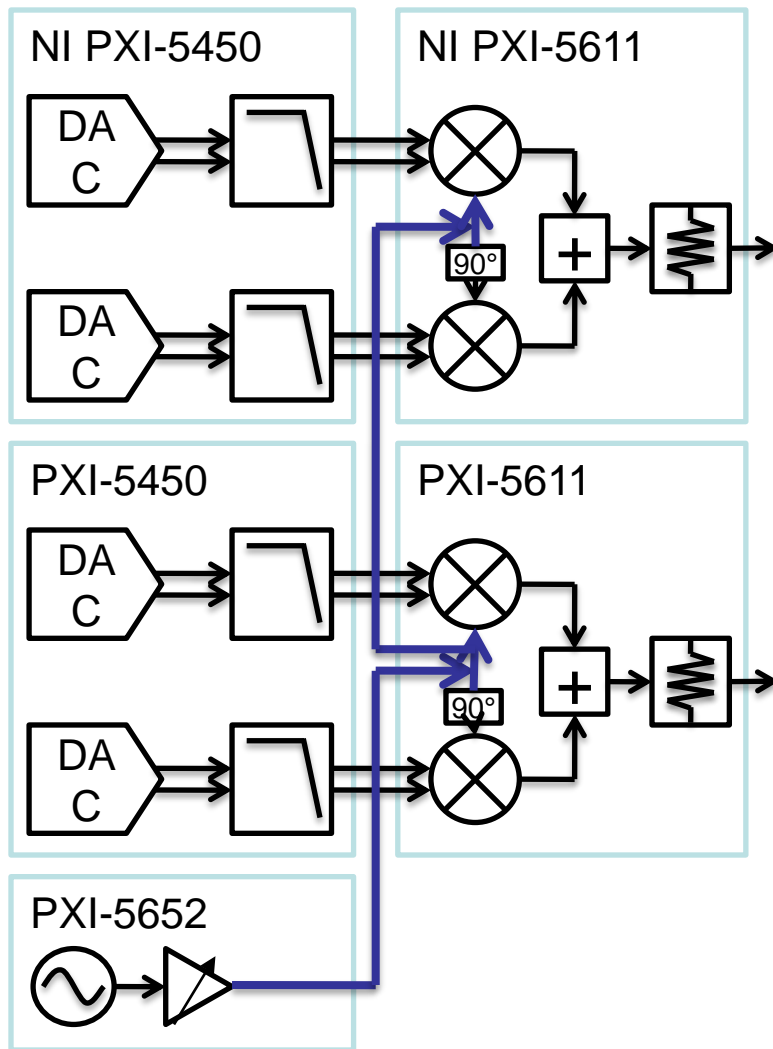 NI PXI-5450
NI PXI-5611
DA
C
90°
+
DA
C
PXI-5450
PXI-5611
DA
C
90°
+
DA
C
PXI-5652